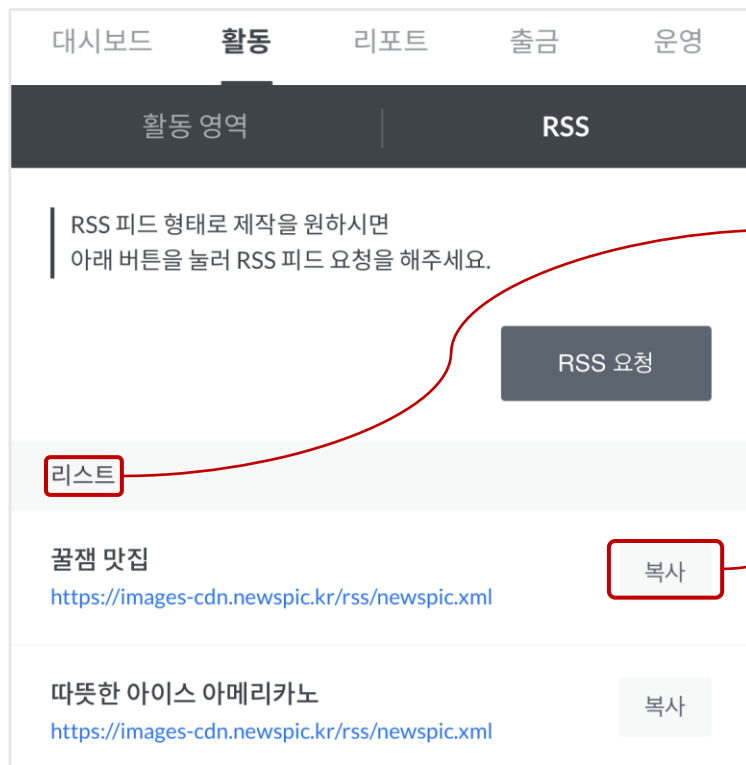 대시보드 활동 리포트 출금 운영
활동 영역 RSS
RSS 피드 형태로 제작을 원하시면
아래 버튼을 눌러 RSS 피드 요청을 해주세요.
RSS 요청
리스트
꿀잼 맛집
복사
https://images-cdn.newspic.kr/rss/newspic.xml
따뜻한 아이스 아메리카노
복사
https://images-cdn.newspic.kr/rss/newspic.xml